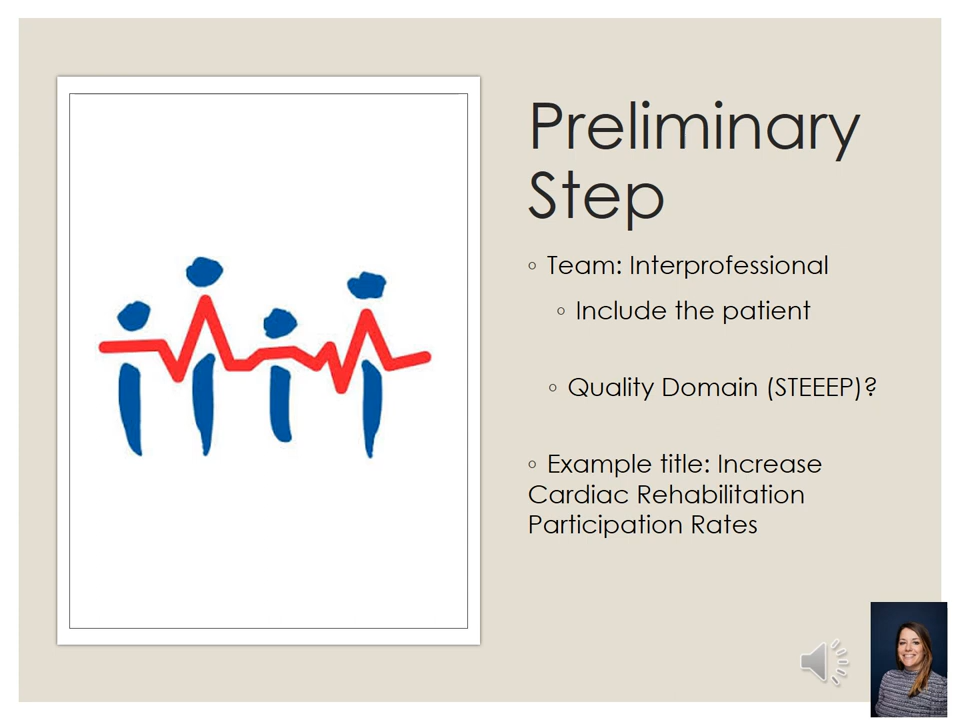 Preliminary
Step
◦ Team: Interprofessional
◦ Include the patient
◦ Quality Domain (STEEEP)?
◦ Example title: Increase
Cardiac Rehabilitation
Participation Rates